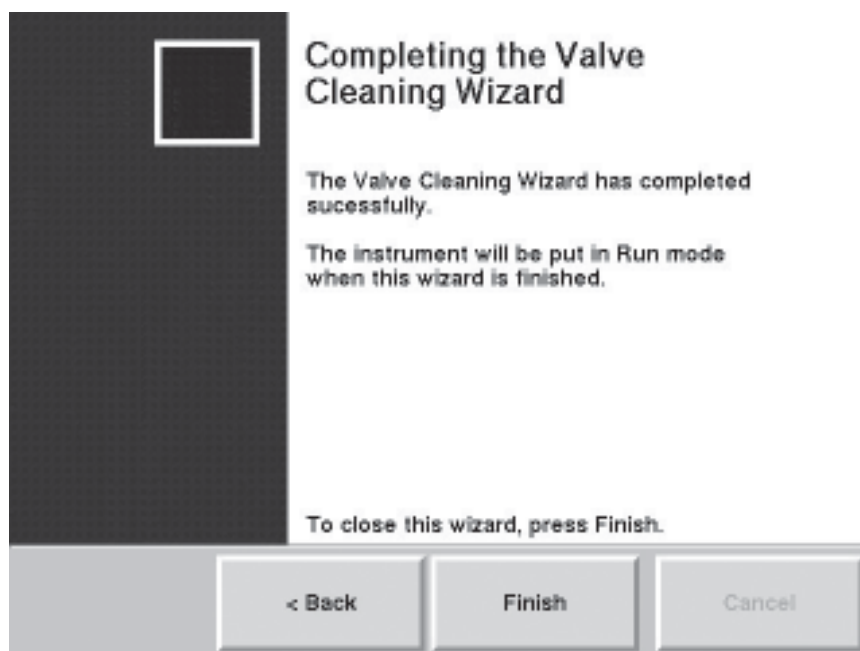 Completing the Valve
Cleaning Wizard
The Valve Cleaning Wizard has completed
sucessfully.
The instrument will be put in Run mode
when this wizard is finished.
To close this wizard, press Finish.
< Back
Finish
Cancel